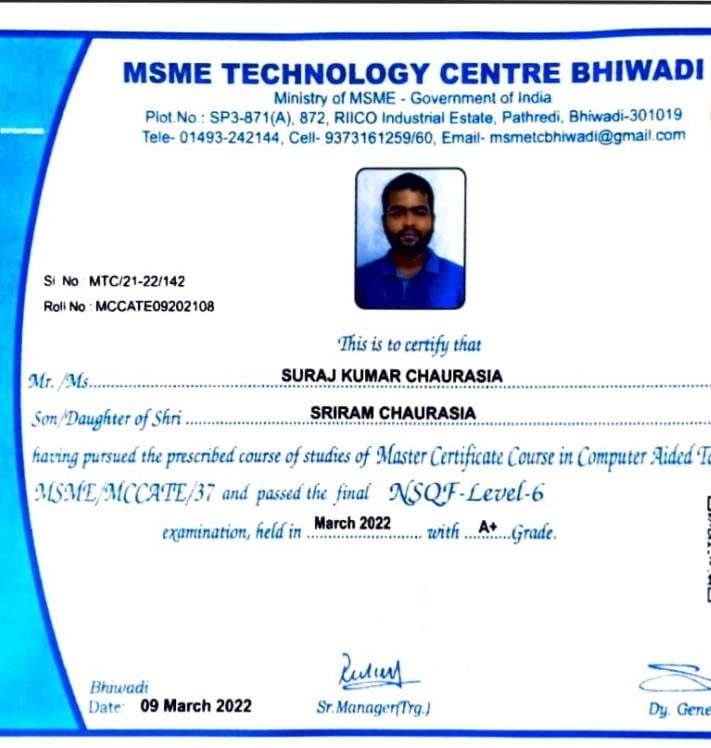 MSME TECHNOLOGY CENTRE BHIWADI
Ministry of MSME - Government of India
Plot.No : SP3-871(A), 872, RIICO Industrial Estate, Pathredi, Bhiwadi-301019
Tele- 01493-242144, Cell- 9373161259/60, Email- msmetcbhiwadi@gmail.com
Sl No MTC/21-22/142
Roll No : MCCATE09202108
This is to certify that
Mr. /Ms. SURAJ KUMAR CHAURASIA
Son/Daughter of Shri SRIRAM CHAURASIA
having pursued the prescribed course of studies of Master Certificate Course in Computer Aided To
MSME/MCCATE/37 and passed the final NSQF-Level-6
examination, held in March 2022 with A+ Grade.
Bhiwadi
Date: 09 March 2022
Sr.Manager(Trg.)
Dy. Gene